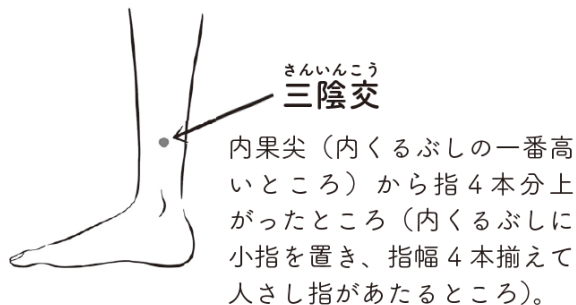 さんいんこう
三陰交
内果尖（内くるぶしの一番高
いところ）から指４本分上
がったところ（内くるぶしに
小指を置き、指幅４本揃えて
人さし指があたるところ）。